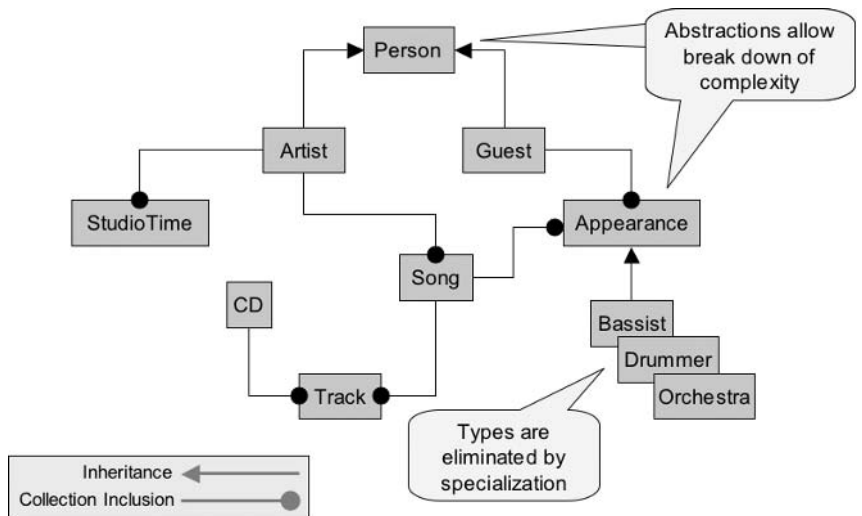 Person
Abstractions allow
break down of
complexity
Artist
Guest
StudioTime
Appearance
Song
CD
Bassist
Drummer
Orchestra
Track
Types are
eliminated by
specialization
Inheritance
Collection Inclusion